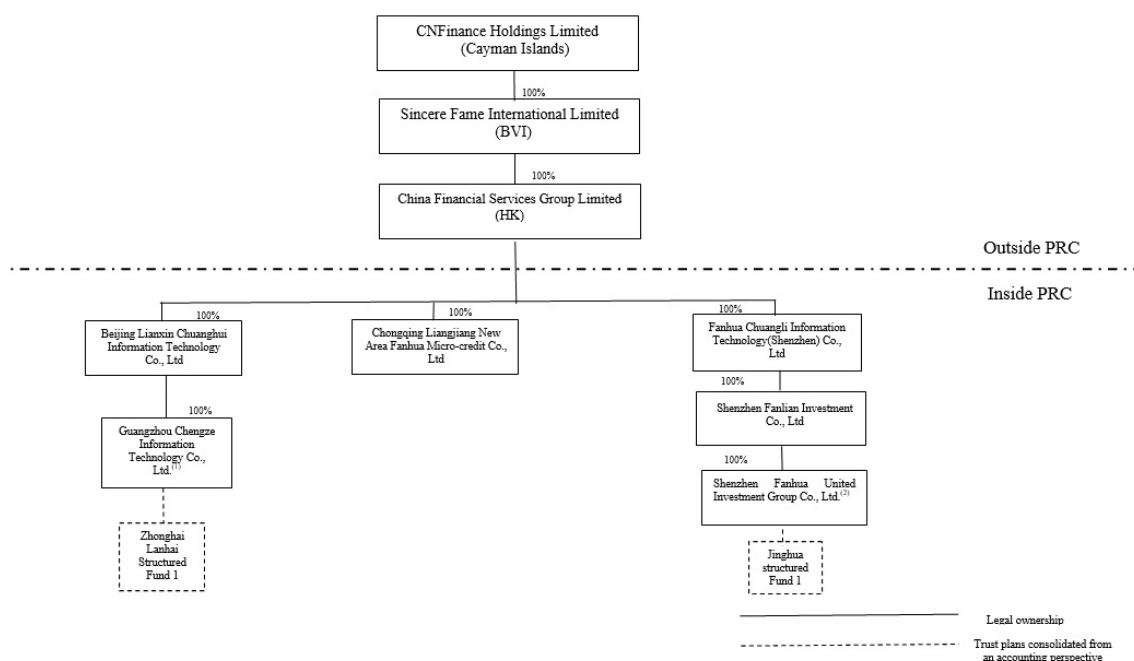 CNFinance Holdings Limited
(Cayman Islands)
100%
Sincere Fame International Limited
(BVI)
100%
China Financial Services Group Limited
(HK)
Outside PRC
Inside PRC
100%
100%
100%
Beijing Lianxin Chuanghui
Information Technology
Co., Ltd
Chongqing Liangjiang New
Area Fanhua Micro-credit Co.,
Ltd
Fanhua Chuangli Information
Technology(Shenzhen) Co.,
Ltd
100%
100%
Guangzhou Chengze
Information
Technology Co.,
Ltd.(1)
Shenzhen Fanlian Investment
Co., Ltd
100%
Shenzhen Fanhua United
Investment Group Co., Ltd.(2)
Zhonghai
Lanhai
Structured
Fund 1
Jinghua
structured
Fund 1
Legal ownership
Trust plans consolidated from
an accounting perspective